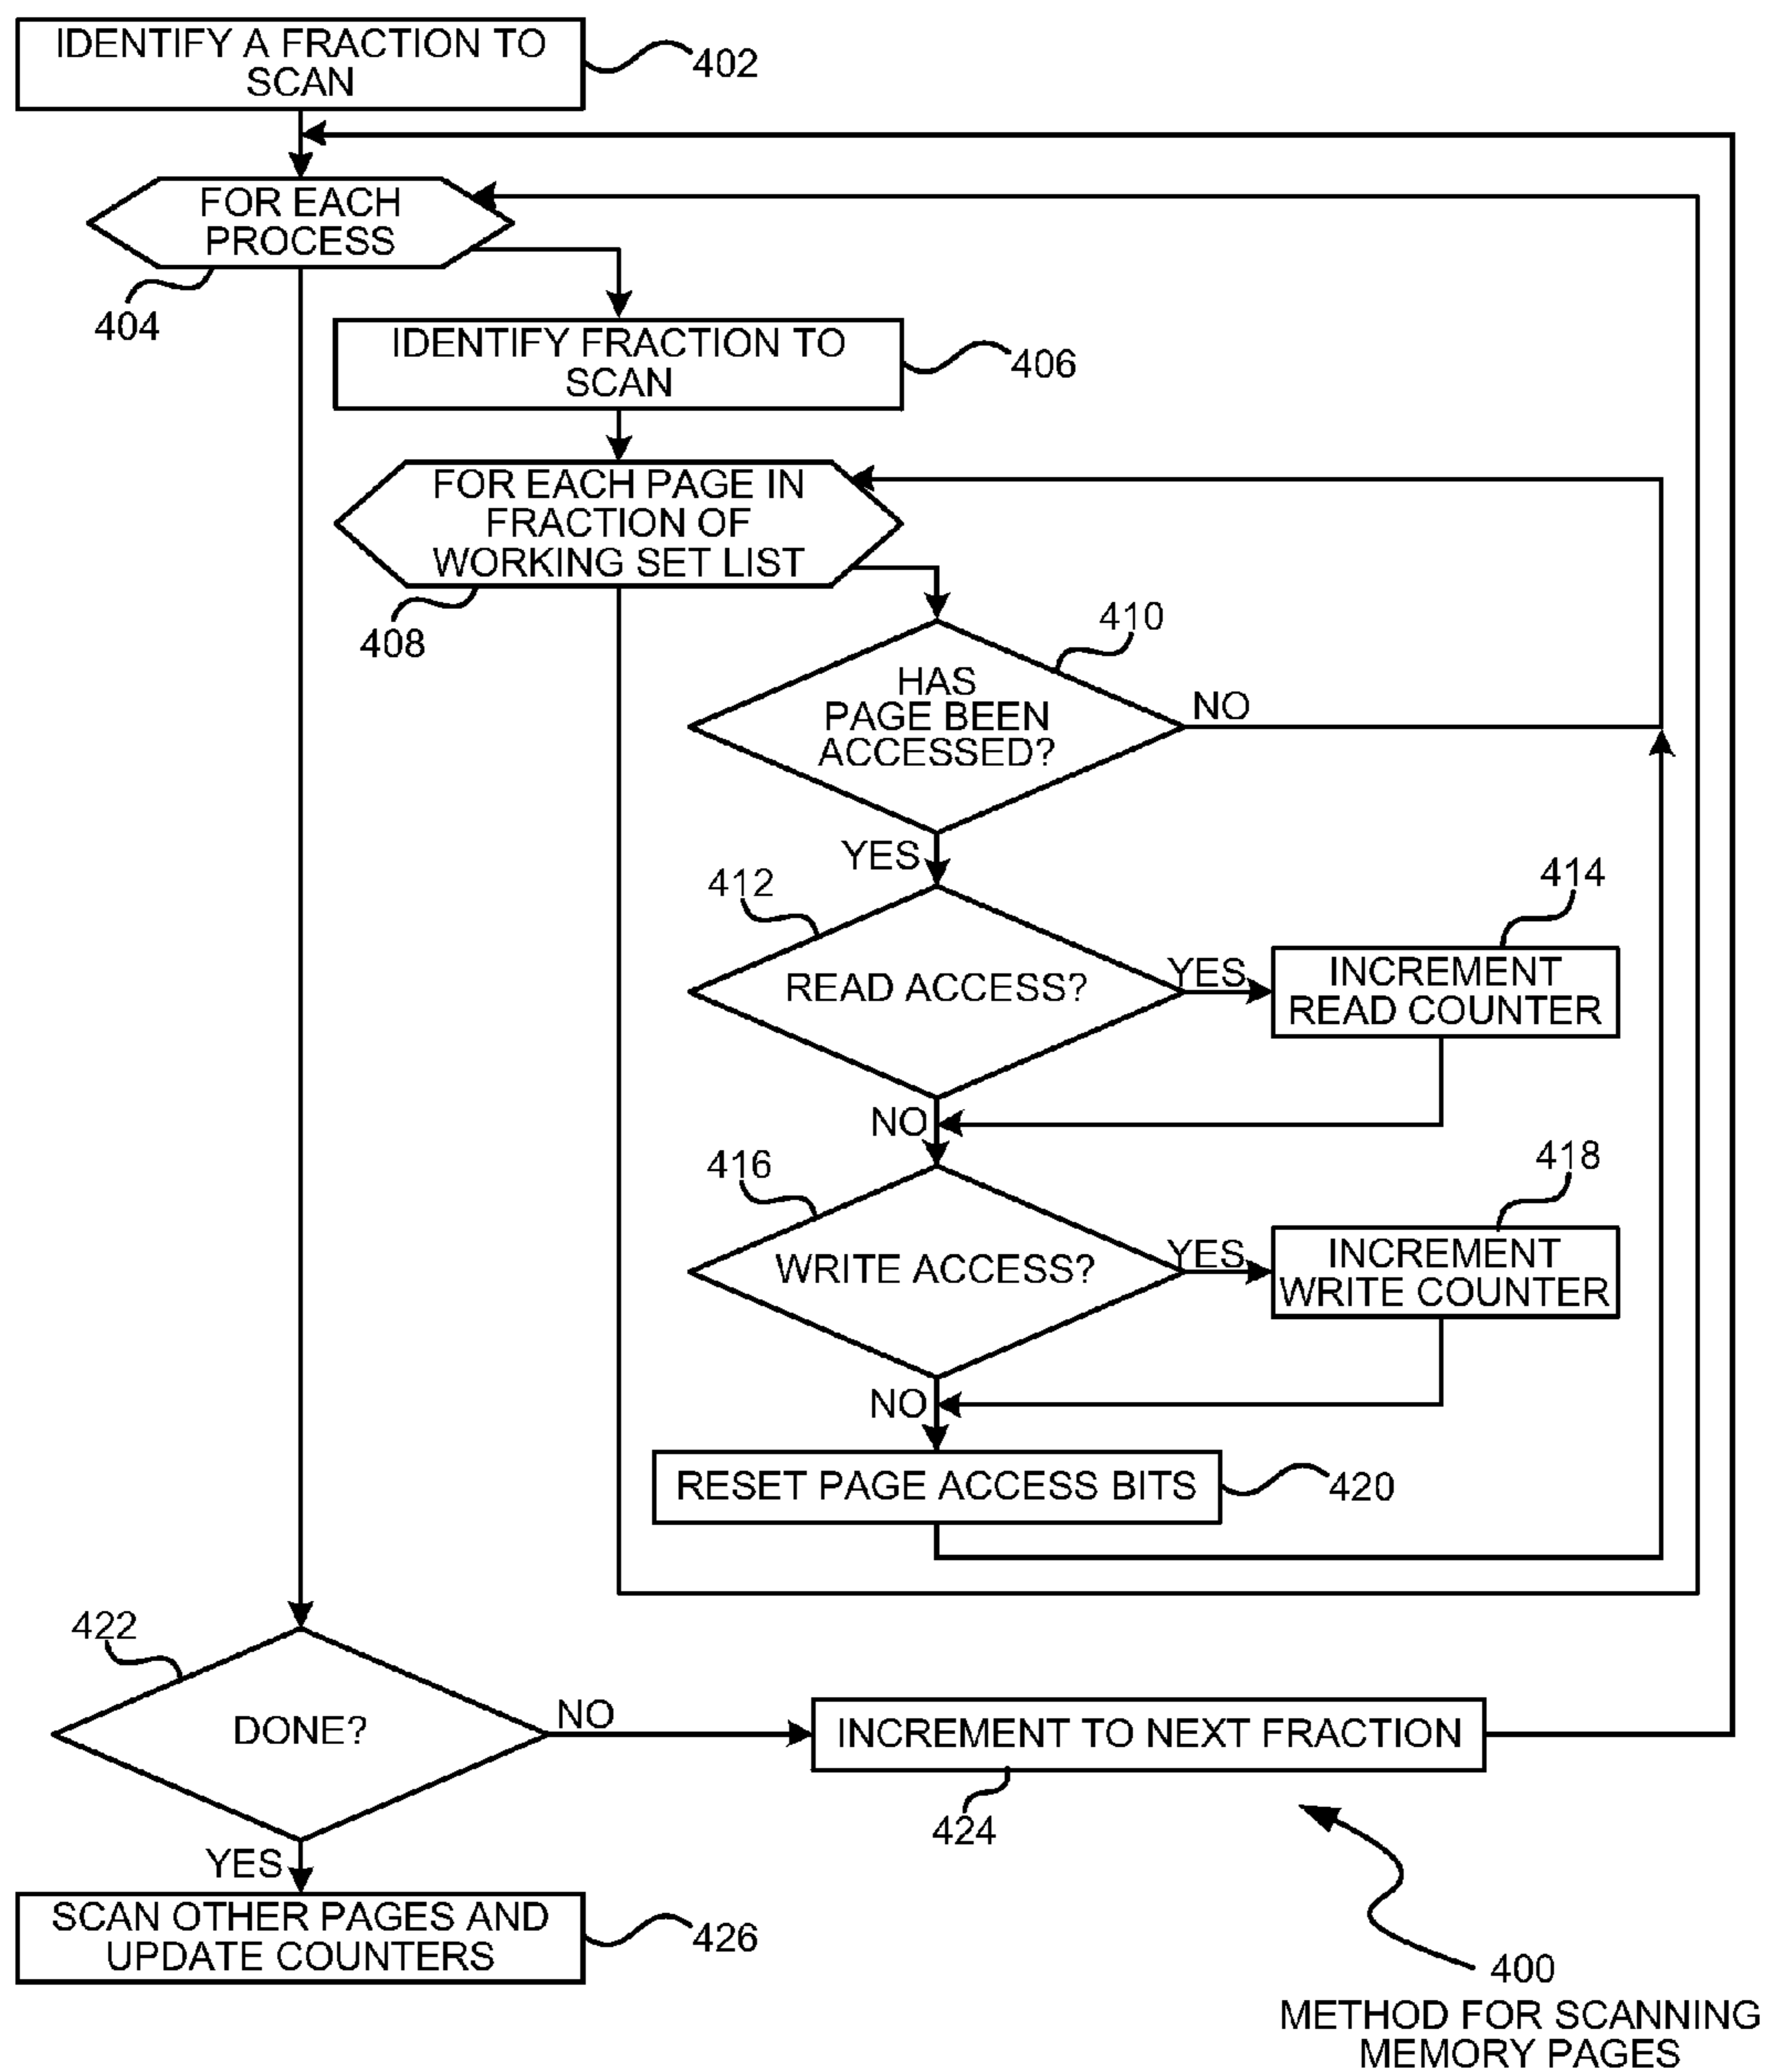 IDENTIFY A FRACTION TO
SCAN
402
FOR EACH
PROCESS
404
IDENTIFY FRACTION TO
SCAN
406
FOR EACH PAGE IN
FRACTION OF
WORKING SET LIST
408
410
HAS
PAGE BEEN
ACCESSED?
NO
YES
412
414
READ ACCESS?
YES
INCREMENT
READ COUNTER
NO
416
418
WRITE ACCESS?
YES
INCREMENT
WRITE COUNTER
NO
RESET PAGE ACCESS BITS
420
422
DONE?
NO
INCREMENT TO NEXT FRACTION
424
YES
SCAN OTHER PAGES AND
UPDATE COUNTERS
426
400
METHOD FOR SCANNING
MEMORY PAGES